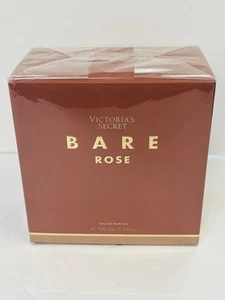 VICTORIA'S
SECRET
BARE
ROSE
EAU DE PARFUM